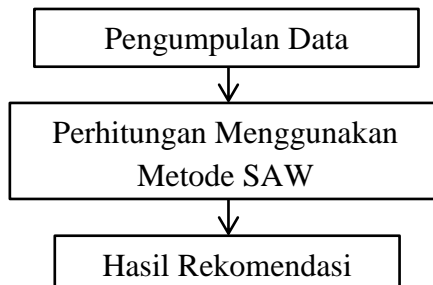 Pengumpulan Data
Perhitungan Menggunakan
Metode SAW
Hasil Rekomendasi